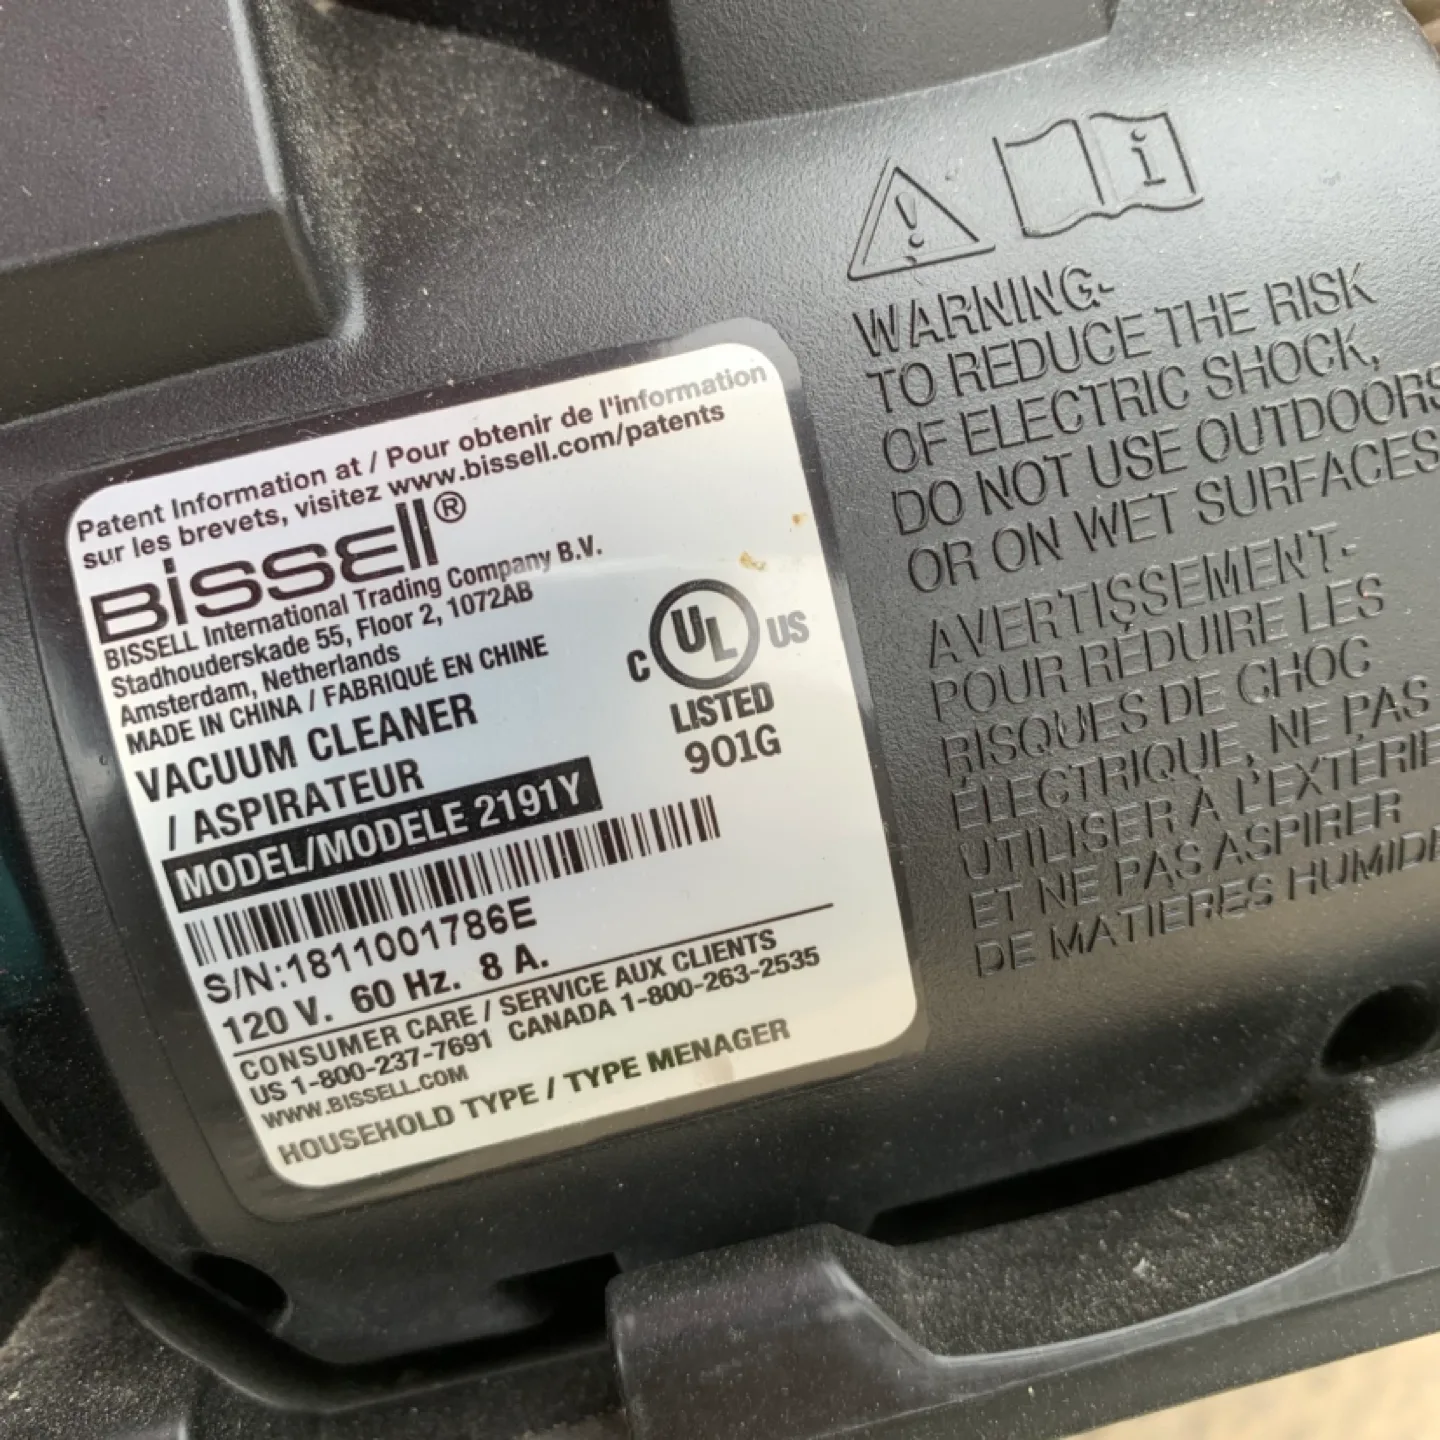 Patent Information at / Pour obtenir de l'information
sur les brevets, visitez www.bissell.com/patents
BISSELL®
BISSELL International Trading Company B.V.
Stadhouderskade 55, Floor 2, 1072AB
Amsterdam, Netherlands
MADE IN CHINA / FABRIQUÉ EN CHINE
VACUUM CLEANER
/ ASPIRATEUR
MODEL/MODELE 2191Y
S/N:1811001786E
120 V. 60 Hz. 8 A.
CONSUMER CARE / SERVICE AUX CLIENTS
US 1-800-237-7691 CANADA 1-800-263-2535
WWW.BISSELL.COM
HOUSEHOLD TYPE / TYPE MENAGER
C UL US
LISTED
901G
WARNING-
TO REDUCE THE RISK
OF ELECTRIC SHOCK,
DO NOT USE OUTDOORS
OR ON WET SURFACES
AVERTISSEMENT-
POUR RÉDUIRE LES
RISQUES DE CHOC
ÉLECTRIQUE, NE PAS
UTILISER À L'EXTÉRIE
ET NE PAS ASPIRER
DE MATIERES HUMIDE